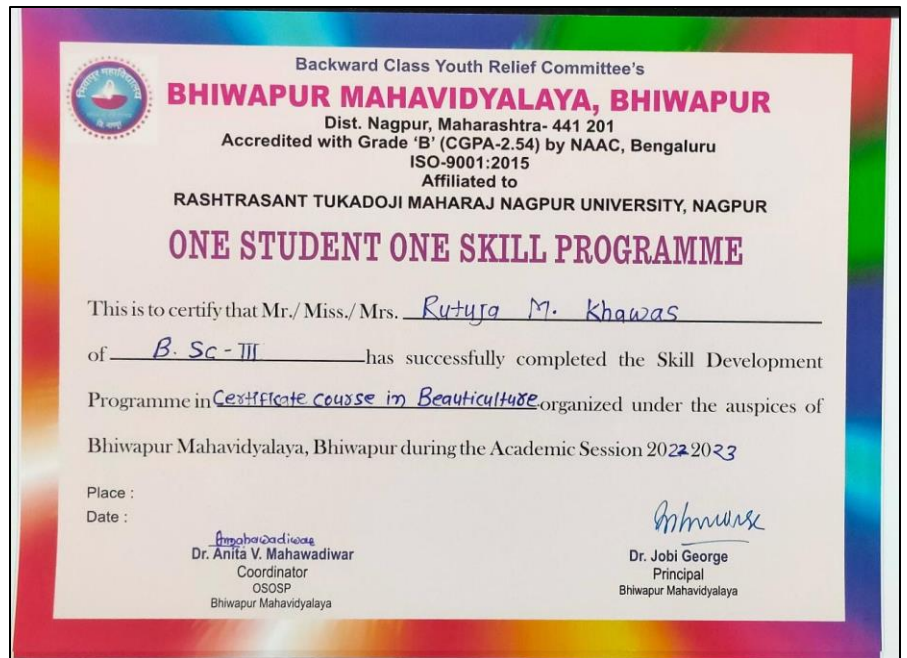 भिवापूर महाविद्यालय
Backward Class Youth Relief Committee's
BHIWAPUR MAHAVIDYALAYA, BHIWAPUR
Dist. Nagpur, Maharashtra- 441 201
Accredited with Grade 'B' (CGPA-2.54) by NAAC, Bengaluru
ISO-9001:2015
Affiliated to
RASHTRASANT TUKADOJI MAHARAJ NAGPUR UNIVERSITY, NAGPUR
ONE STUDENT ONE SKILL PROGRAMME
This is to certify that Mr./ Miss./ Mrs. Rutuja M. Khawas
of B. Sc - III has successfully completed the Skill Development
Programme in Certificate course in Beauticulture organized under the auspices of
Bhiwapur Mahavidyalaya, Bhiwapur during the Academic Session 2022 2023
Place :
Date :
Dr. Anita V. Mahawadiwar
Coordinator
OSOSP
Bhiwapur Mahavidyalaya
Dr. Jobi George
Principal
Bhiwapur Mahavidyalaya